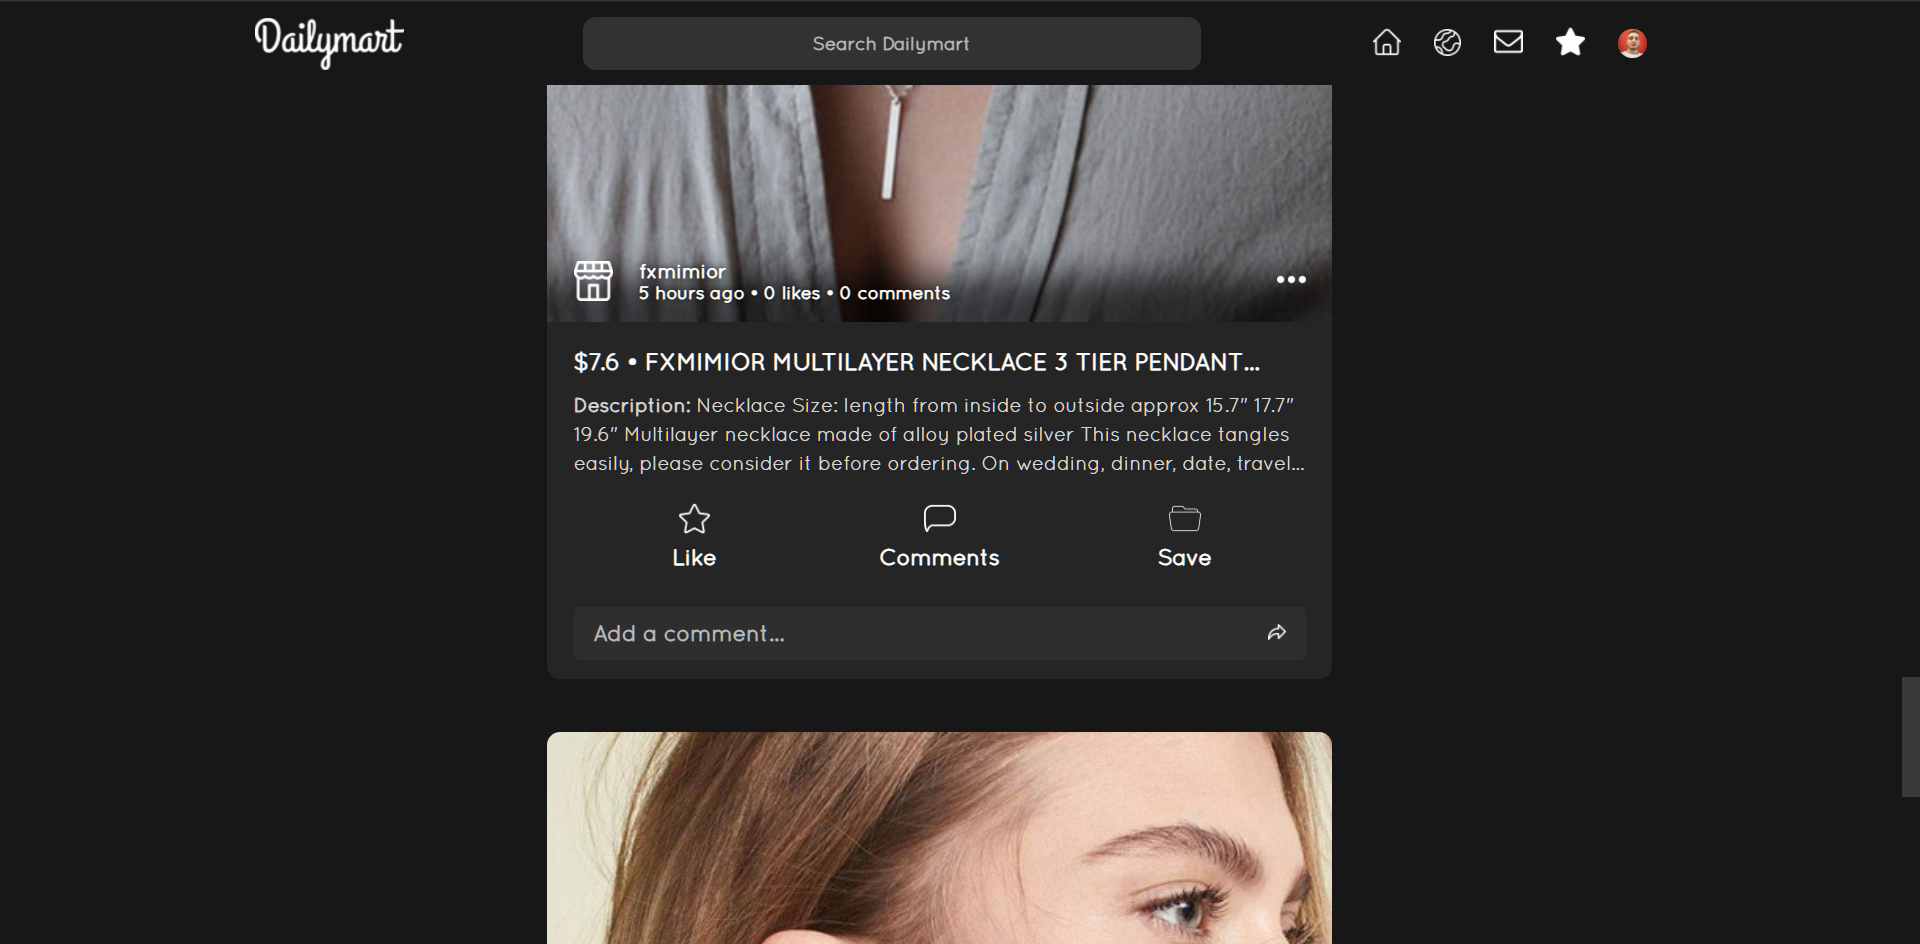 Dailymart
Search Dailymart
fxmimior
5 hours ago • 0 likes • 0 comments
$7.6 • FXMIMIOR MULTILAYER NECKLACE 3 TIER PENDANT...
Description: Necklace Size: length from inside to outside approx 15.7" 17.7"
19.6" Multilayer necklace made of alloy plated silver This necklace tangles
easily, please consider it before ordering. On wedding, dinner, date, travel...
Like
Comments
Save
Add a comment...